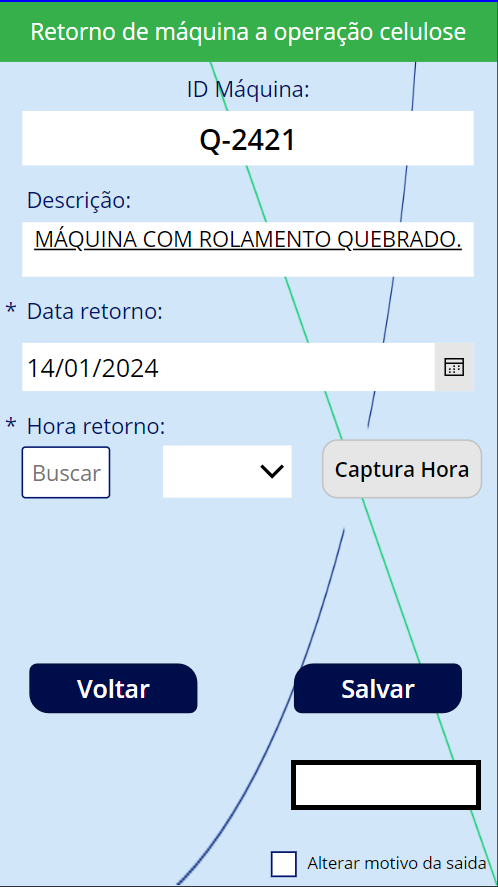 Retorno de máquina a operação celulose
ID Máquina:
Q-2421
Descrição:
MÁQUINA COM ROLAMENTO QUEBRADO.
* Data retorno:
14/01/2024
* Hora retorno:
Buscar
Captura Hora
Voltar
Salvar
Alterar motivo da saida